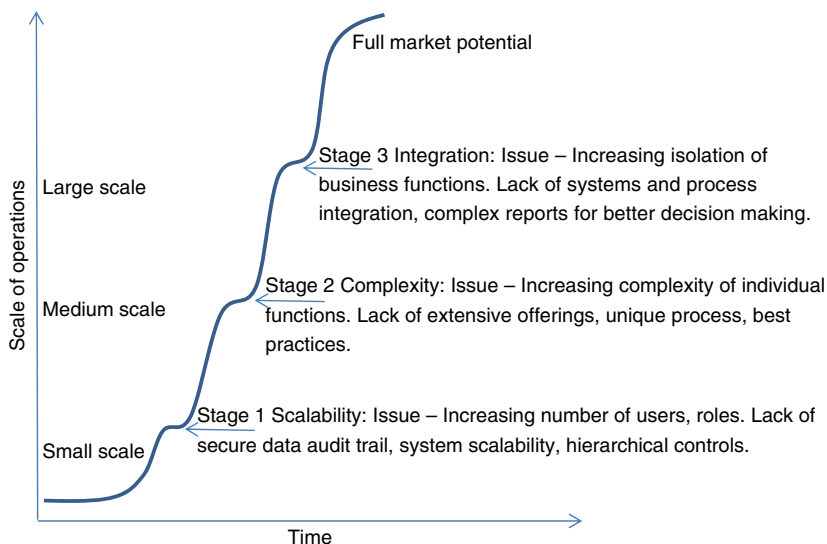 Full market potential
Stage 3 Integration: Issue – Increasing isolation of
business functions. Lack of systems and process
integration, complex reports for better decision making.
Large scale
Stage 2 Complexity: Issue – Increasing complexity of individual
functions. Lack of extensive offerings, unique process, best
practices.
Medium scale
Scale of operations
Stage 1 Scalability: Issue – Increasing number of users, roles. Lack of
secure data audit trail, system scalability, hierarchical controls.
Small scale
Time